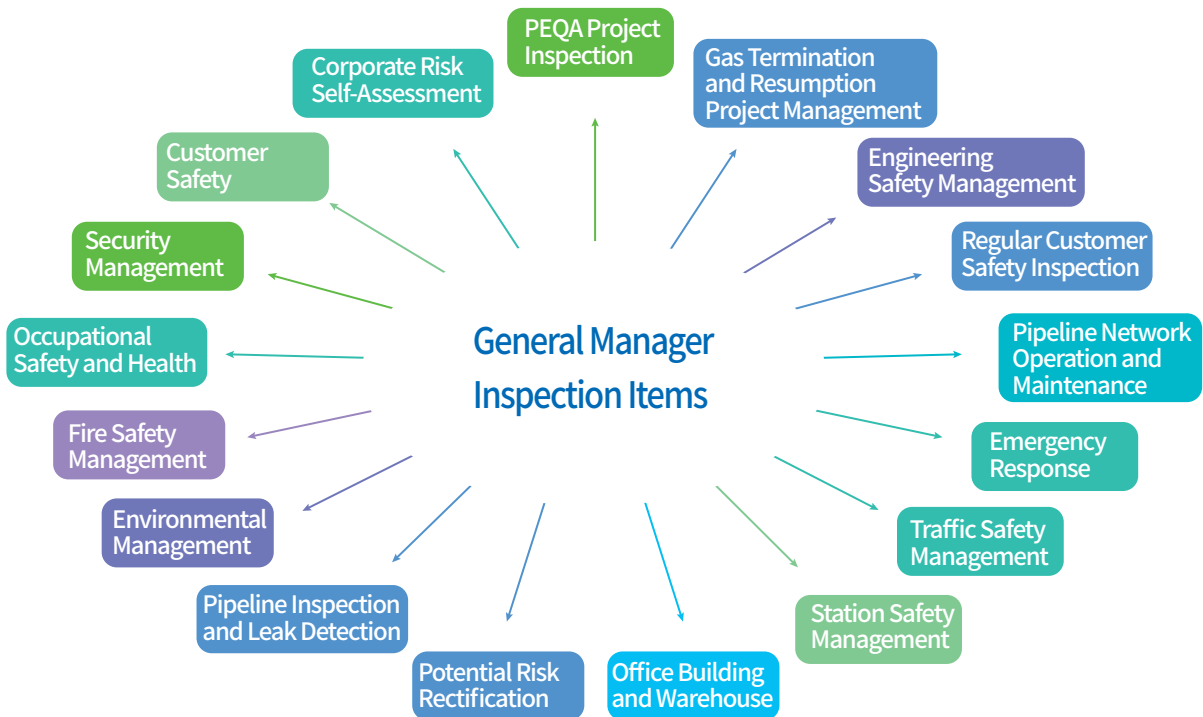 General Manager
Inspection Items
PEQA Project
Inspection
Gas Termination
and Resumption
Project Management
Engineering
Safety Management
Regular Customer
Safety Inspection
Pipeline Network
Operation and
Maintenance
Emergency
Response
Traffic Safety
Management
Station Safety
Management
Office Building
and Warehouse
Potential Risk
Rectification
Pipeline Inspection
and Leak Detection
Environmental
Management
Fire Safety
Management
Occupational
Safety and Health
Security
Management
Customer
Safety
Corporate Risk
Self-Assessment